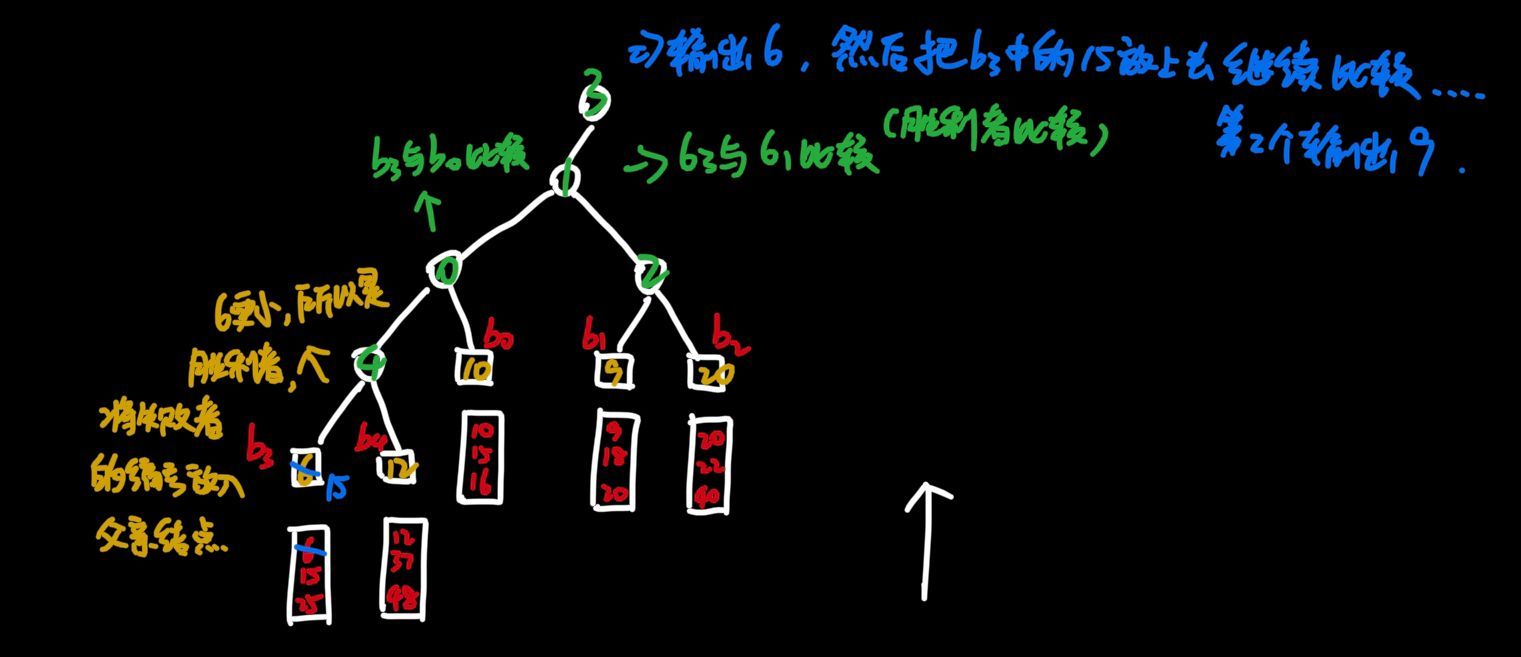 =>输出6，然后把b3中的15放上去继续比较....
第2个输出9.
3
b3与b0比较
->b3与b1比较 (胜利者比较)
1
0
2
6更小,所以是
胜利者,
将失败者
的编号放入
父亲结点
4
b0
10
b1
9
b2
20
b3
6
15
b4
12
10
15
16
9
18
20
20
22
40
6
15
25
12
37
48